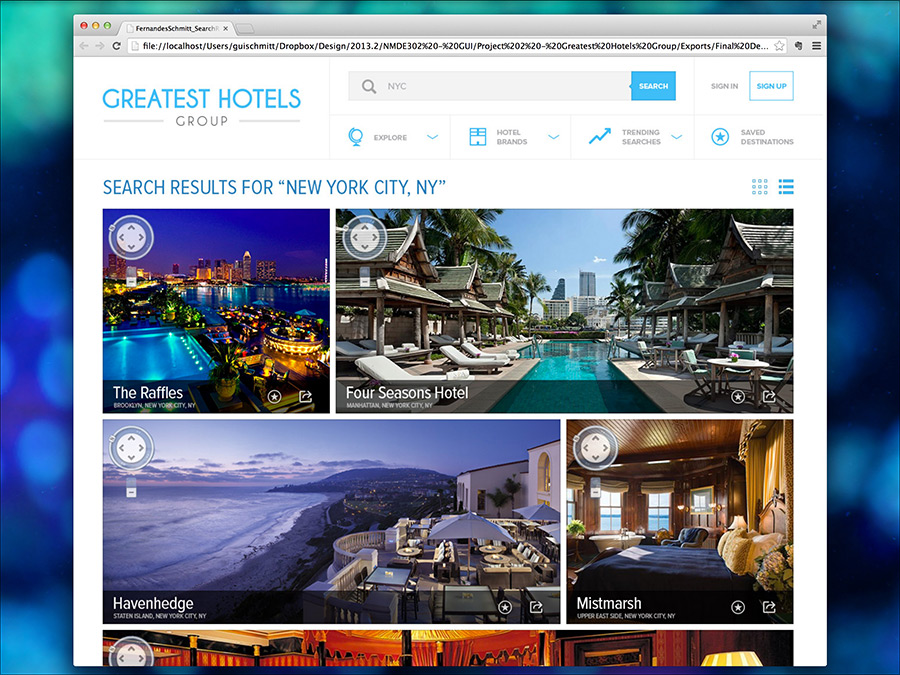 FernandesSchmitt_SearchR
file://localhost/Users/guischmitt/Dropbox/Design/2013.2/NMDE302%20-%20GUI/Project%202%20-%20Greatest%20Hotels%20Group/Exports/Final%20De...
GREATEST HOTELS
GROUP
NYC
SEARCH
SIGN IN
SIGN UP
EXPLORE
HOTEL
BRANDS
TRENDING
SEARCHES
SAVED
DESTINATIONS
SEARCH RESULTS FOR “NEW YORK CITY, NY”
The Raffles
BROOKLYN, NEW YORK CITY, NY
Four Seasons Hotel
MANHATTAN, NEW YORK CITY, NY
Havenhedge
STATEN ISLAND, NEW YORK CITY, NY
Mistmarsh
UPPER EAST SIDE, NEW YORK CITY, NY